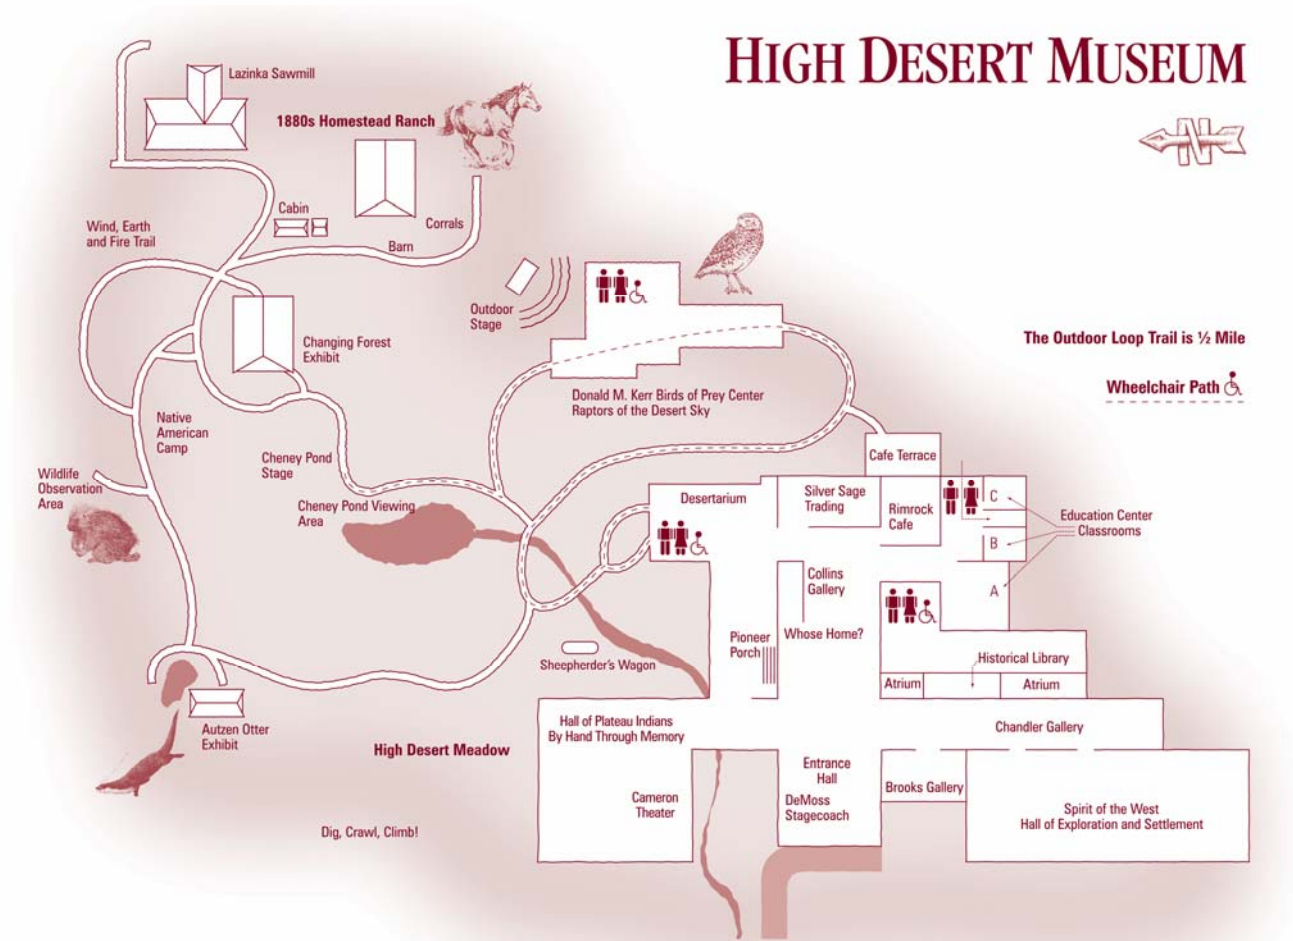 HIGH DESERT MUSEUM
N
Lazinka Sawmill
1880s Homestead Ranch
Cabin
Corrals
Barn
Wind, Earth
and Fire Trail
Outdoor
Stage
Changing Forest
Exhibit
The Outdoor Loop Trail is ½ Mile
Wheelchair Path
Donald M. Kerr Birds of Prey Center
Raptors of the Desert Sky
Native
American
Camp
Cheney Pond
Stage
Wildlife
Observation
Area
Cheney Pond Viewing
Area
Cafe Terrace
Desertarium
Silver Sage
Trading
Rimrock
Cafe
C
B
A
Education Center
Classrooms
Collins
Gallery
Whose Home?
Pioneer
Porch
Sheepherder's Wagon
Historical Library
Atrium
Atrium
Autzen Otter
Exhibit
High Desert Meadow
Hall of Plateau Indians
By Hand Through Memory
Chandler Gallery
Entrance
Hall
DeMoss
Stagecoach
Brooks Gallery
Cameron
Theater
Spirit of the West
Hall of Exploration and Settlement
Dig, Crawl, Climb!